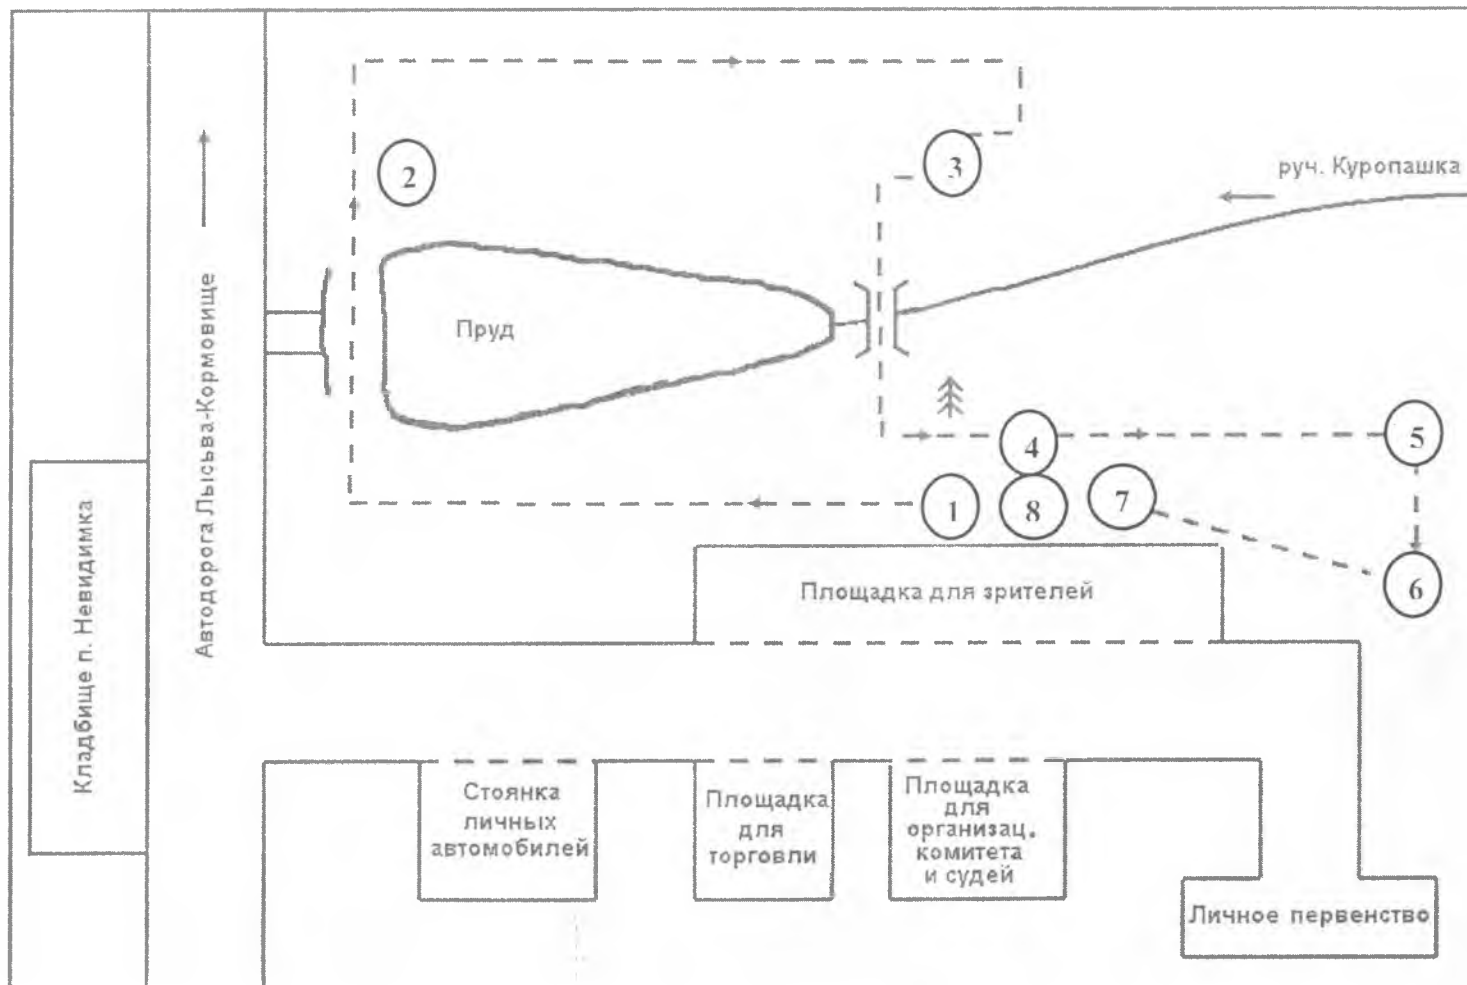 2
3
руч. Куропашка
Пруд
Автодорога Лысьва-Кормовище
4
5
1
8
7
6
Площадка для зрителей
Кладбище п. Невидимка
Стоянка
личных
автомобилей
Площадка
для
торговли
Площадка
для
организац.
комитета
и судей
Личное первенство